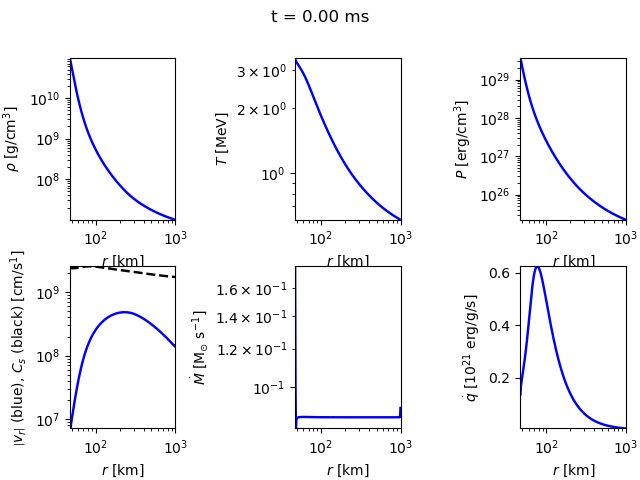 t = 0.00 ms
ρ [g/cm³]
10¹⁰
10⁹
10⁸
10²
10³
r [km]
T [MeV]
3 × 10⁰
2 × 10⁰
10⁰
10²
10³
r [km]
P [erg/cm³]
10²⁹
10²⁸
10²⁷
10²⁶
10²
10³
r [km]
|vᵣ| (blue), Cₛ (black) [cm/s¹]
10⁹
10⁸
10⁷
10²
10³
r [km]
Ṁ [M⊙ s⁻¹]
1.6 × 10⁻¹
1.4 × 10⁻¹
1.2 × 10⁻¹
10⁻¹
10²
10³
r [km]
q̇ [10²¹ erg/g/s]
0.6
0.4
0.2
10²
10³
r [km]